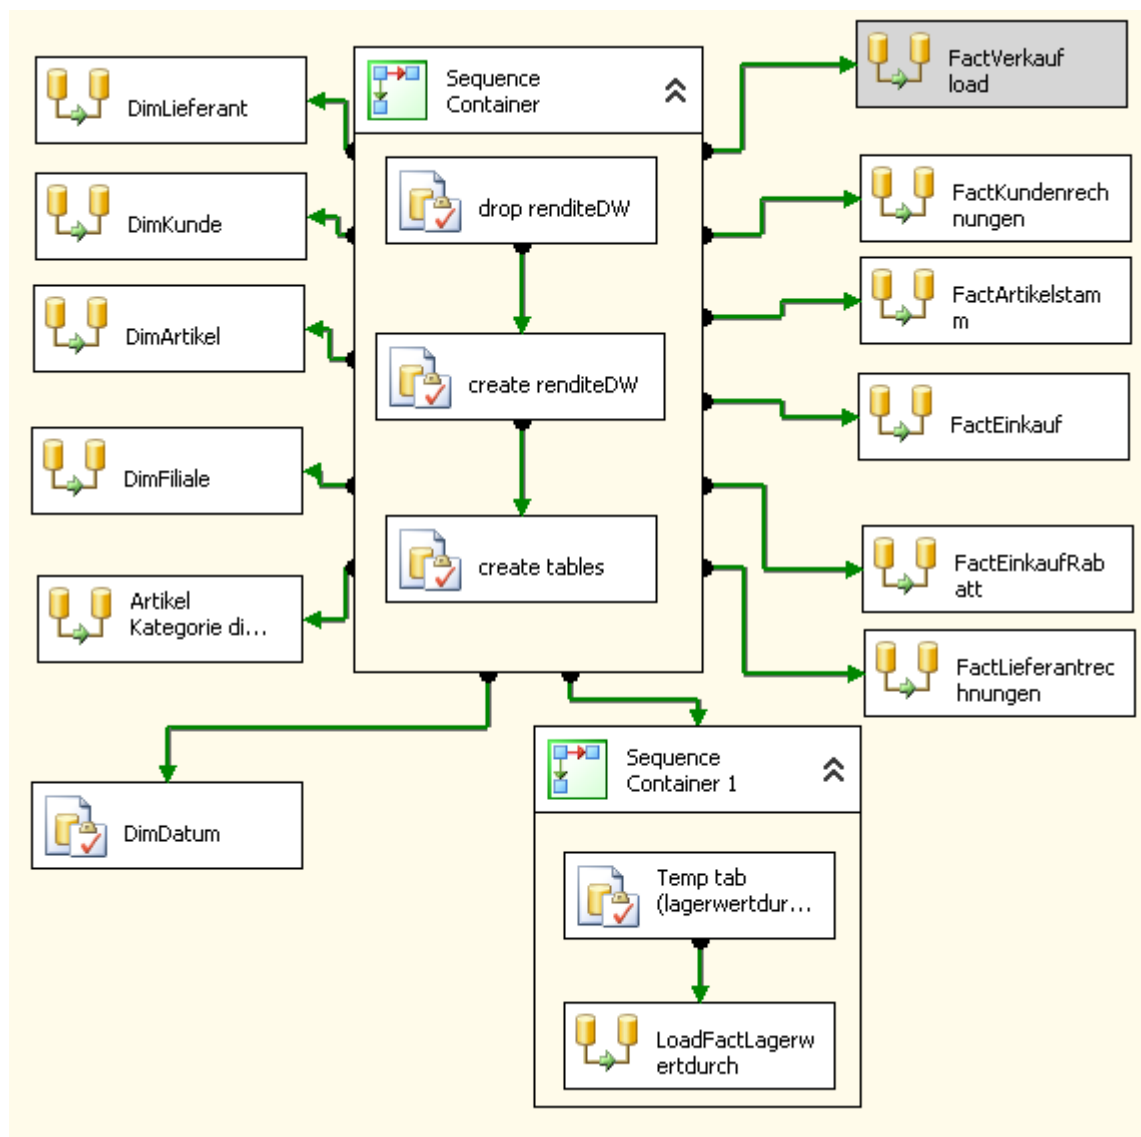 DimLieferant
DimKunde
DimArtikel
DimFiliale
Artikel
Kategorie di...
DimDatum
Sequence
Container
drop renditeDW
create renditeDW
create tables
Sequence
Container 1
Temp tab
(lagerwertdur...
LoadFactLagerw
ertdurch
FactVerkauf
load
FactKundenrech
nungen
FactArtikelstam
m
FactEinkauf
FactEinkaufRab
att
FactLieferantrec
hnungen